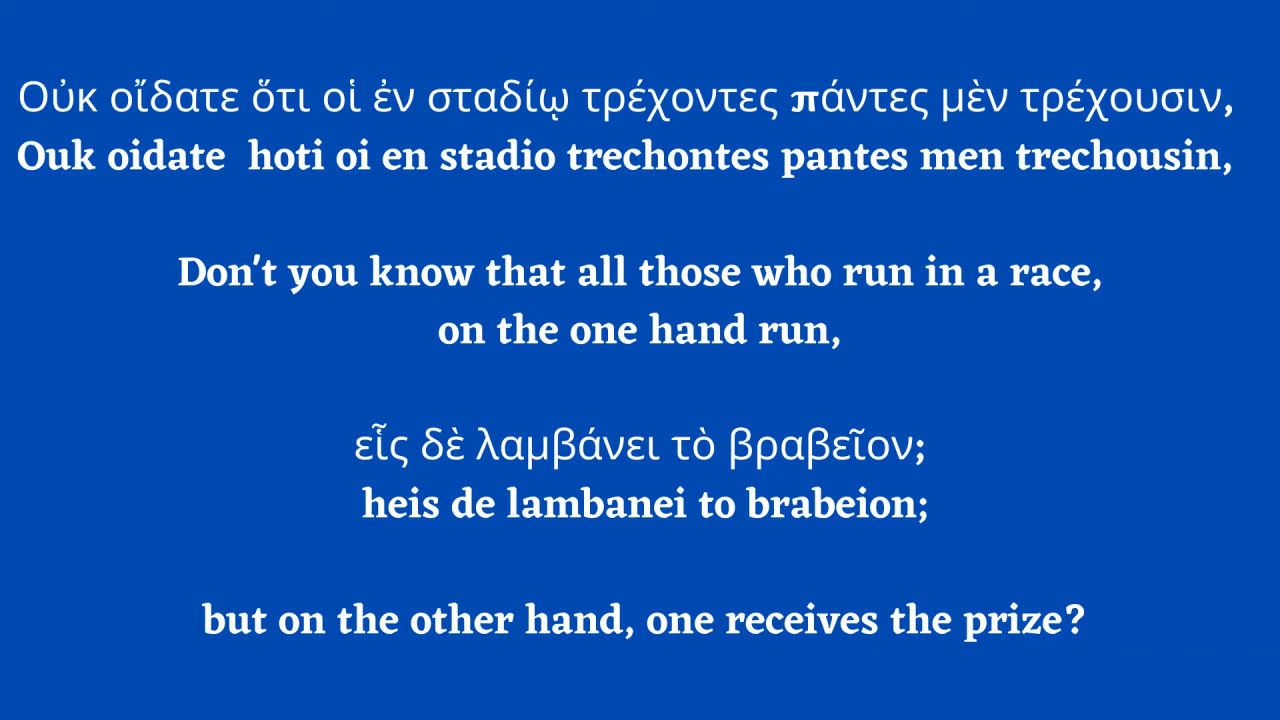 Οὐκ οἴδατε ὅτι οἱ ἐν σταδίῳ τρέχοντες πάντες μὲν τρέχουσιν,
Ouk oidate hoti oi en stadio trechontes pantes men trechousin,
Don't you know that all those who run in a race,
on the one hand run,
εἷς δὲ λαμβάνει τὸ βραβεῖον;
heis de lambanei to brabeion;
but on the other hand, one receives the prize?